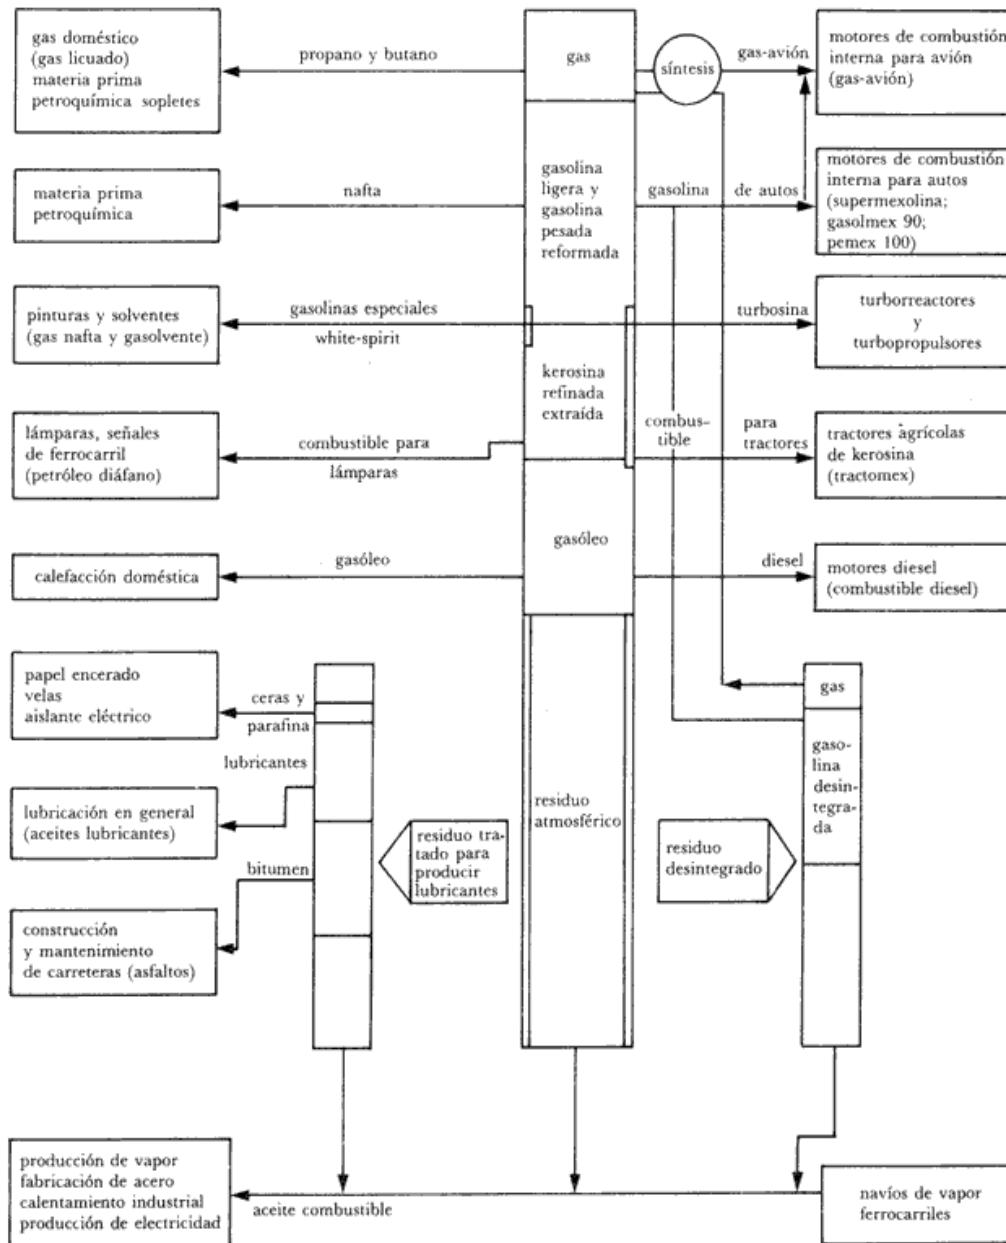 gas doméstico
(gas licuado)
materia prima
petroquímica sopletes
propano y butano
gas
síntesis
gas-avión
motores de combustión
interna para avión
(gas-avión)
materia prima
petroquímica
nafta
gasolina
ligera y
gasolina
pesada
reformada
gasolina
de autos
motores de combustión
interna para autos
(supermexolina;
gasolmex 90;
pemex 100)
pinturas y solventes
(gas nafta y gasolvente)
gasolinas especiales
white-spirit
turbosina
turborreactores
y
turbopropulsores
kerosina
refinada
extraída
lámparas, señales
de ferrocarril
(petróleo diáfano)
combustible para
lámparas
combus-
tible
para
tractores
tractores agrícolas
de kerosina
(tractomex)
calefacción doméstica
gasóleo
gasóleo
diesel
motores diesel
(combustible diesel)
papel encerado
velas
aislante eléctrico
ceras y
parafina
lubricantes
lubricación en general
(aceites lubricantes)
bitumen
construcción
y mantenimiento
de carreteras (asfaltos)
residuo tra-
tado para
producir
lubricantes
residuo
atmosférico
residuo
desintegrado
gas
gaso-
lina
desin-
tegra-
da
producción de vapor
fabricación de acero
calentamiento industrial
producción de electricidad
aceite combustible
navíos de vapor
ferrocarriles